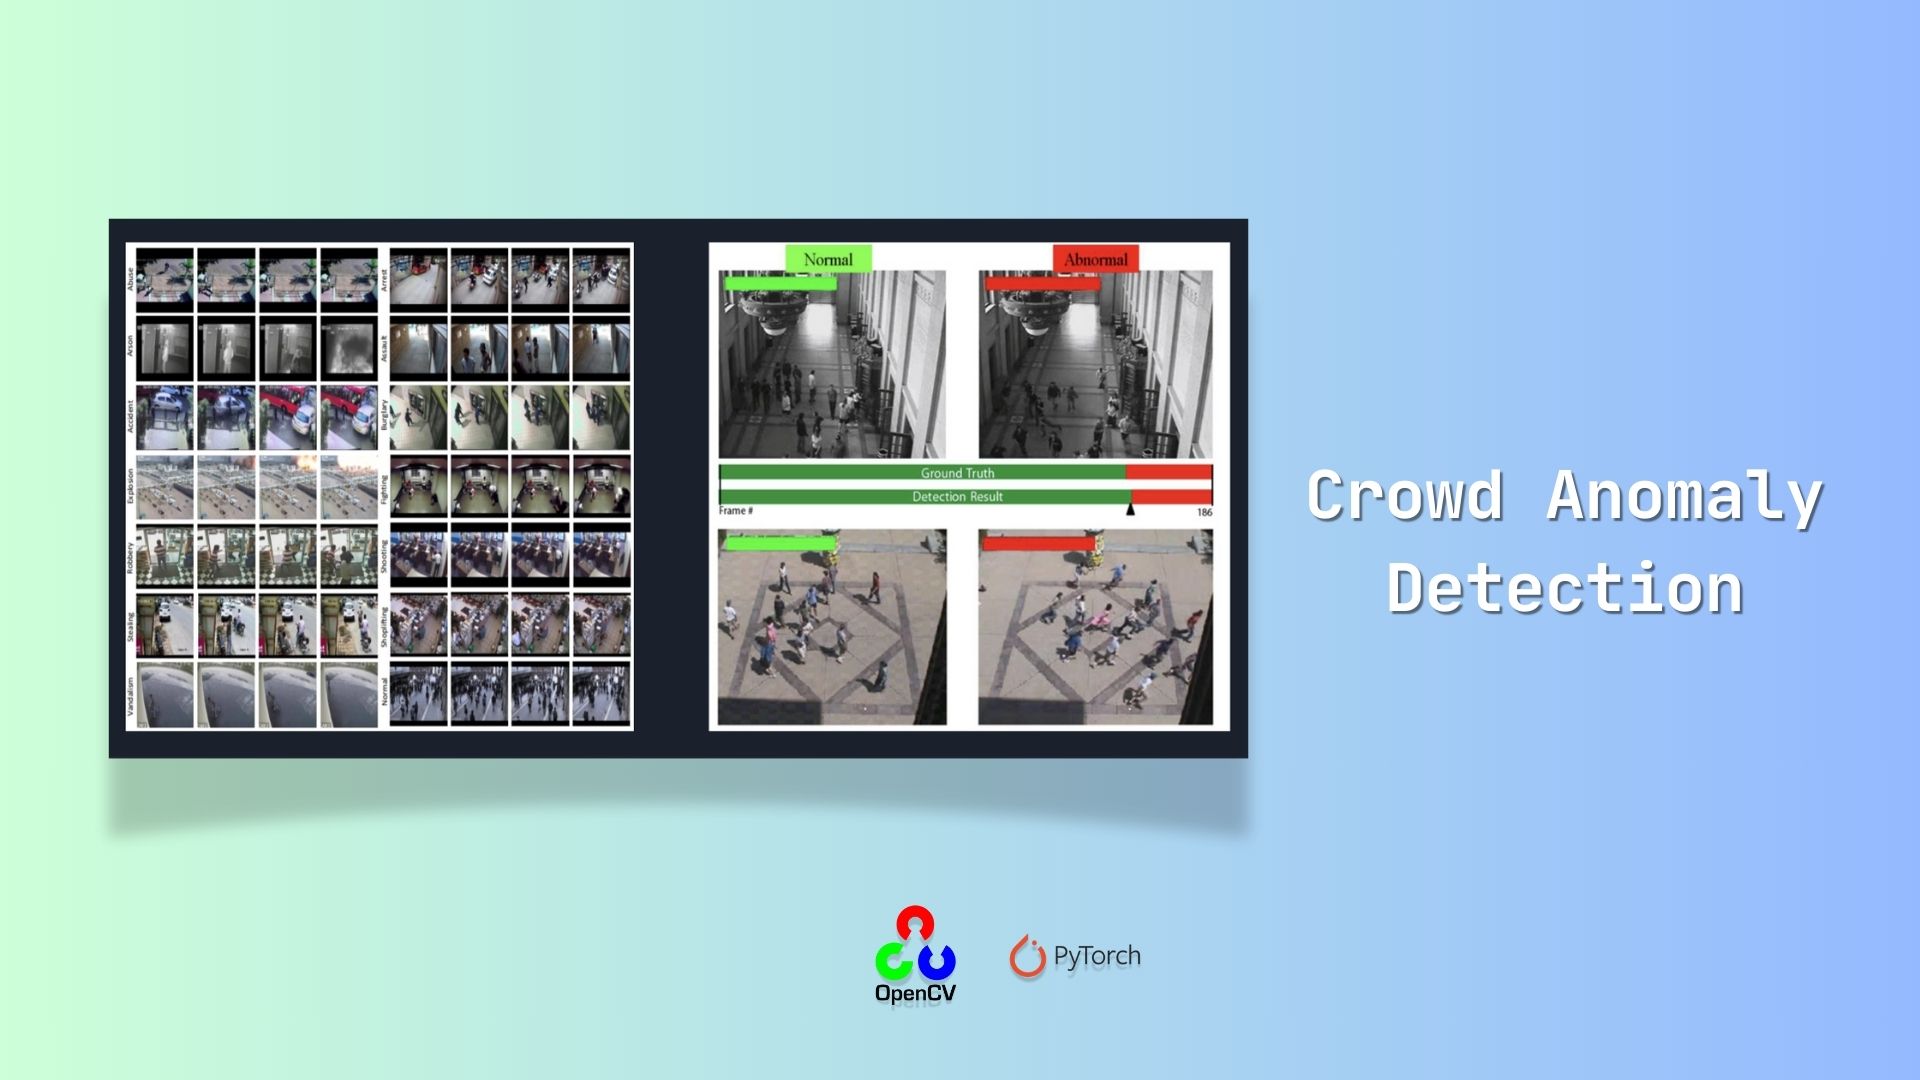 Abuse
Arrest
Arson
Assault
Accident
Burglary
Explosion
Fighting
Robbery
Shooting
Stealing
Shoplifting
Vandalism
Normal
Normal
Abnormal
Ground Truth
Detection Result
Frame #
186
Crowd Anomaly
Detection
OpenCV
PyTorch